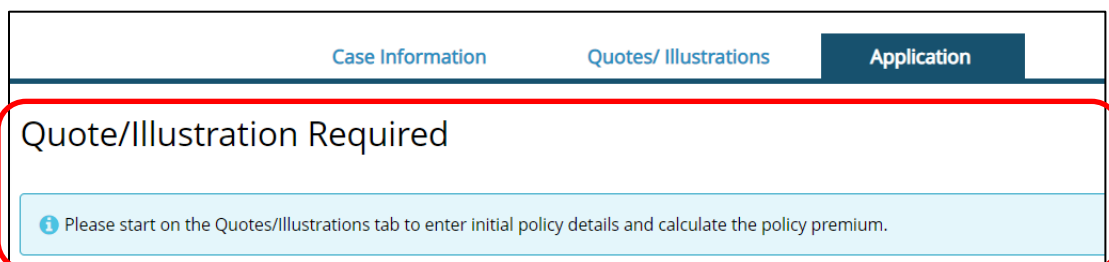 Case Information Quotes/ Illustrations Application
Quote/Illustration Required
Please start on the Quotes/Illustrations tab to enter initial policy details and calculate the policy premium.